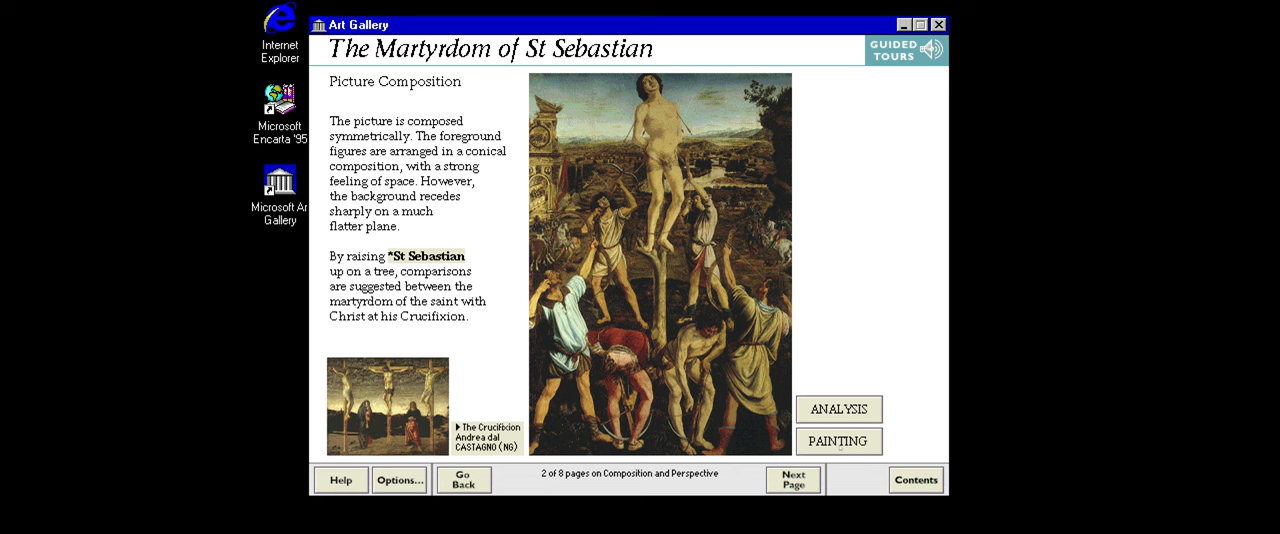 Internet
Explorer
Microsoft
Encarta '95
Microsoft Ar
Gallery
Art Gallery
The Martyrdom of St Sebastian
GUIDED
TOURS
Picture Composition
The picture is composed
symmetrically. The foreground
figures are arranged in a conical
composition, with a strong
feeling of space. However,
the background recedes
sharply on a much
flatter plane.
By raising *St Sebastian
up on a tree, comparisons
are suggested between the
martyrdom of the saint with
Christ at his Crucifixion.
The Crucifixion
Andrea dal
CASTAGNO (NG)
ANALYSIS
PAINTING
Help
Options...
Go
Back
2 of 8 pages on Composition and Perspective
Next
Page
Contents